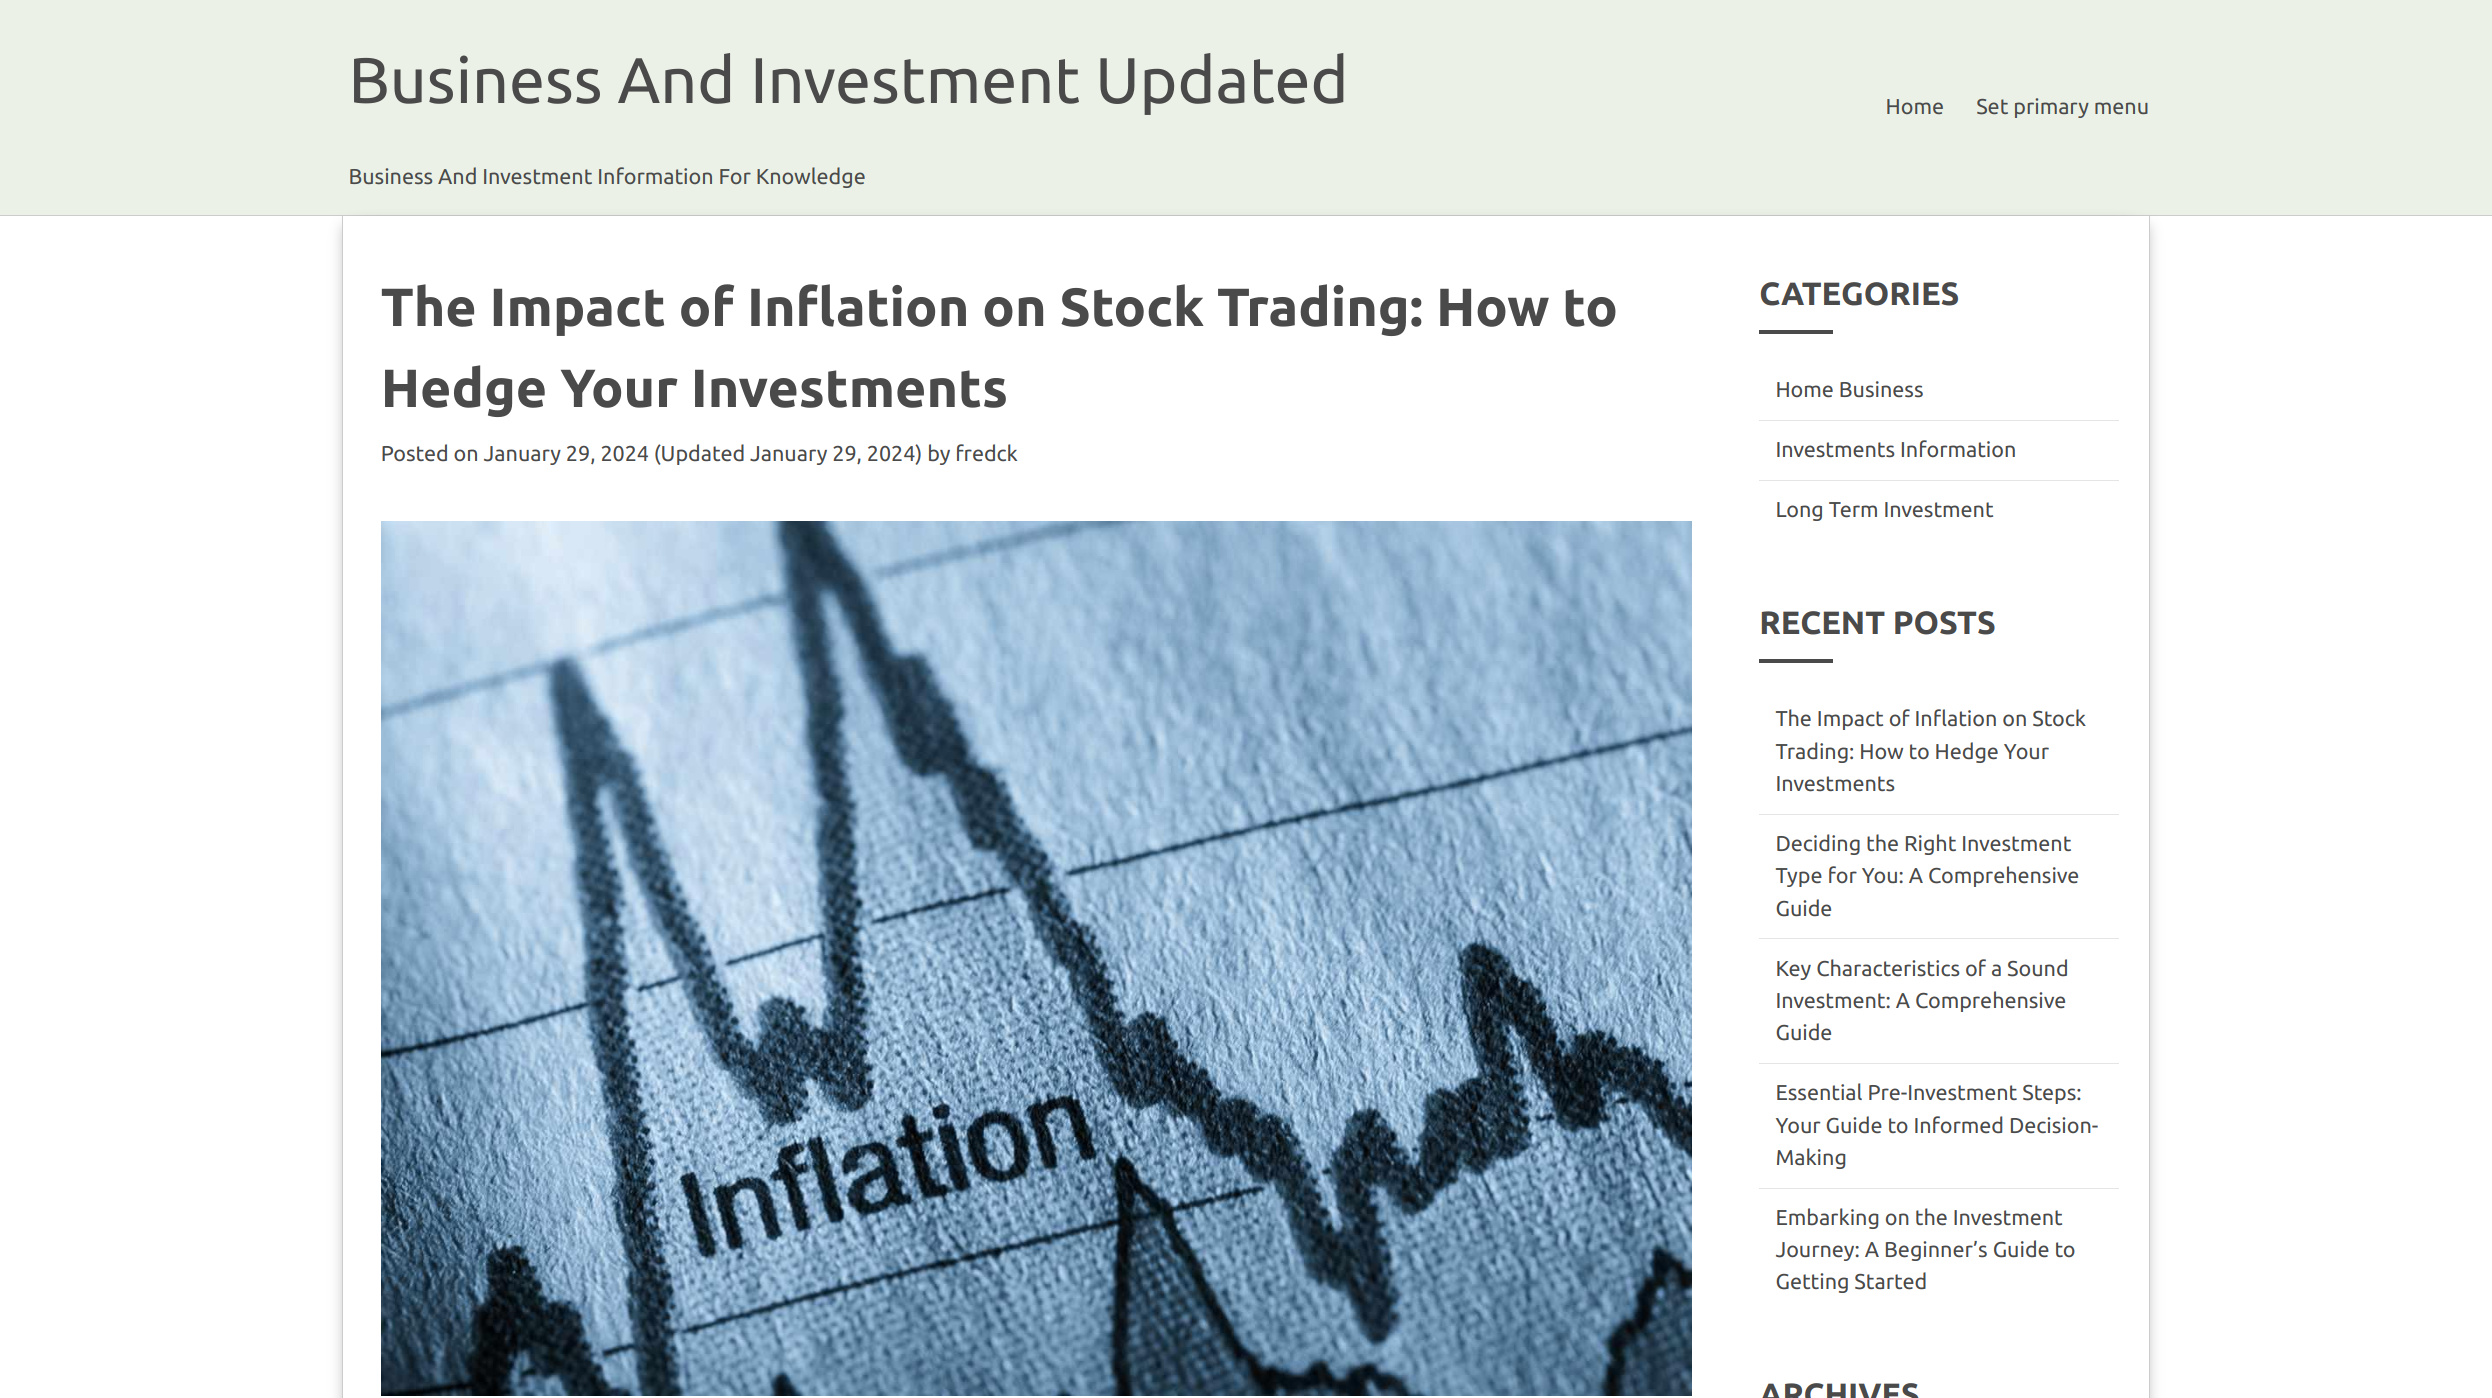 Business And Investment Updated
Home
Set primary menu
Business And Investment Information For Knowledge
The Impact of Inflation on Stock Trading: How to
Hedge Your Investments
Posted on January 29, 2024 (Updated January 29, 2024) by fredck
Inflation
CATEGORIES
Home Business
Investments Information
Long Term Investment
RECENT POSTS
The Impact of Inflation on Stock
Trading: How to Hedge Your
Investments
Deciding the Right Investment
Type for You: A Comprehensive
Guide
Key Characteristics of a Sound
Investment: A Comprehensive
Guide
Essential Pre-Investment Steps:
Your Guide to Informed Decision-
Making
Embarking on the Investment
Journey: A Beginner’s Guide to
Getting Started
ARCHIVES